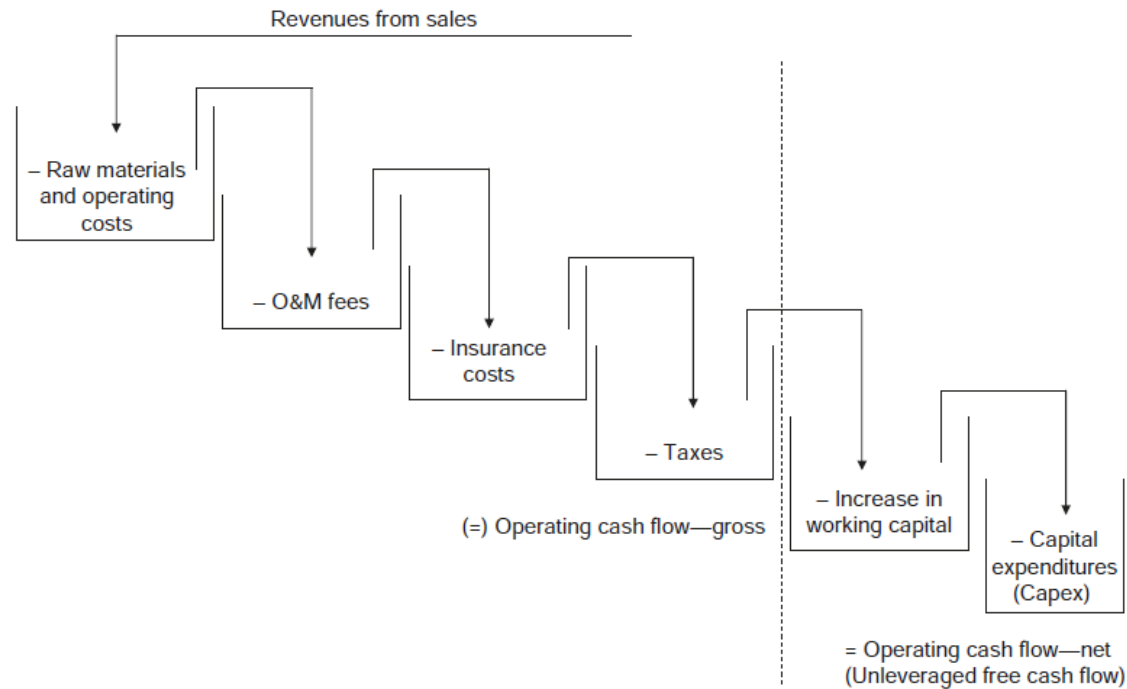 Revenues from sales
– Raw materials
and operating
costs
– O&M fees
– Insurance
costs
– Taxes
(=) Operating cash flow—gross
– Increase in
working capital
– Capital
expenditures
(Capex)
= Operating cash flow—net
(Unleveraged free cash flow)